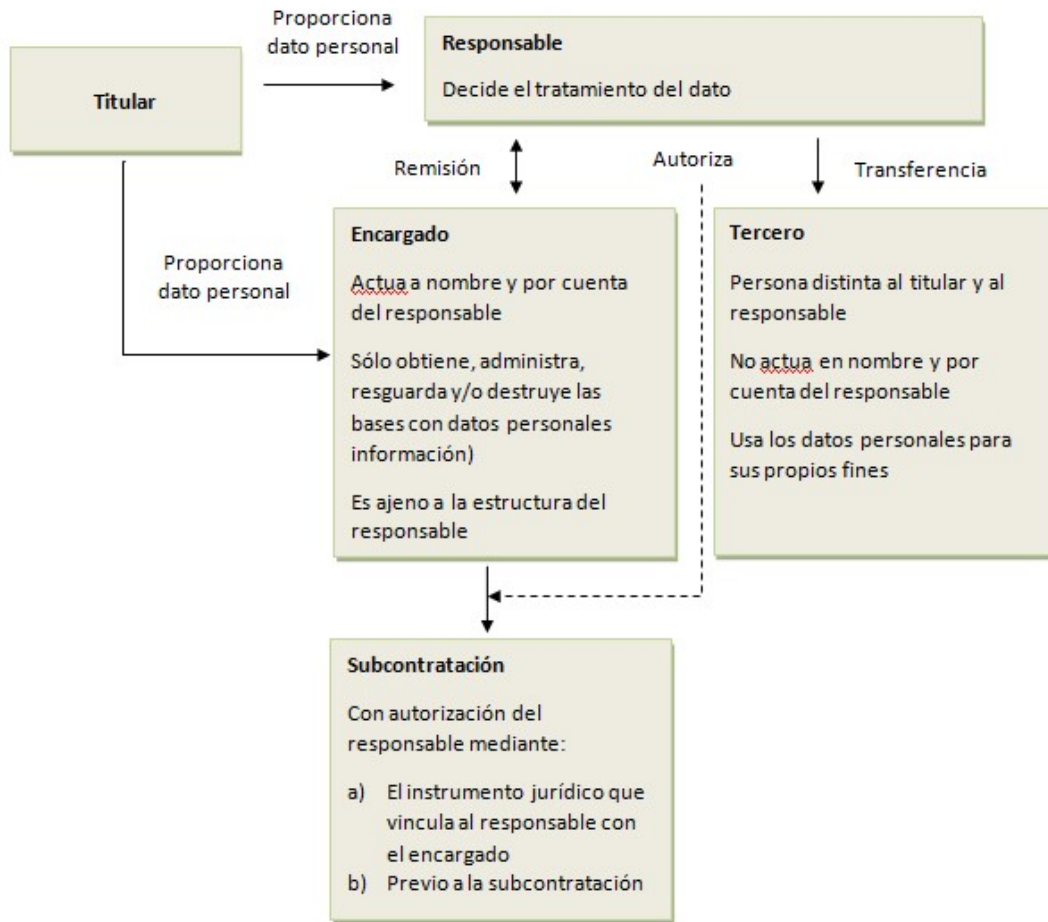 Proporciona
dato personal
Responsable
Decide el tratamiento del dato
Titular
Remisión
Autoriza
Transferencia
Proporciona
dato personal
Encargado
Actua a nombre y por cuenta
del responsable
Sólo obtiene, administra,
resguarda y/o destruye las
bases con datos personales
información)
Es ajeno a la estructura del
responsable
Tercero
Persona distinta al titular y al
responsable
No actua en nombre y por
cuenta del responsable
Usa los datos personales para
sus propios fines
Subcontratación
Con autorización del
responsable mediante:
a) El instrumento jurídico que
vincula al responsable con
el encargado
b) Previo a la subcontratación